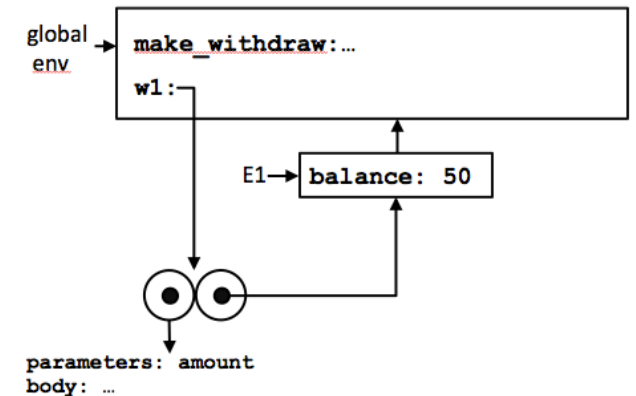 global
env
make_withdraw:…
w1:
E1
balance: 50
parameters: amount
body: …